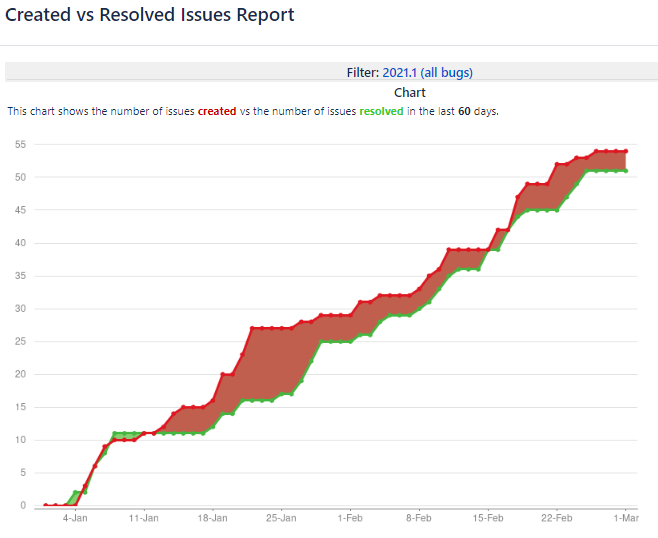 Created vs Resolved Issues Report
Filter: 2021.1 (all bugs)
Chart
This chart shows the number of issues created vs the number of issues resolved in the last 60 days.
55
50
45
40
35
30
25
20
15
10
5
0
4-Jan 11-Jan 18-Jan 25-Jan 1-Feb 8-Feb 15-Feb 22-Feb 1-Mar